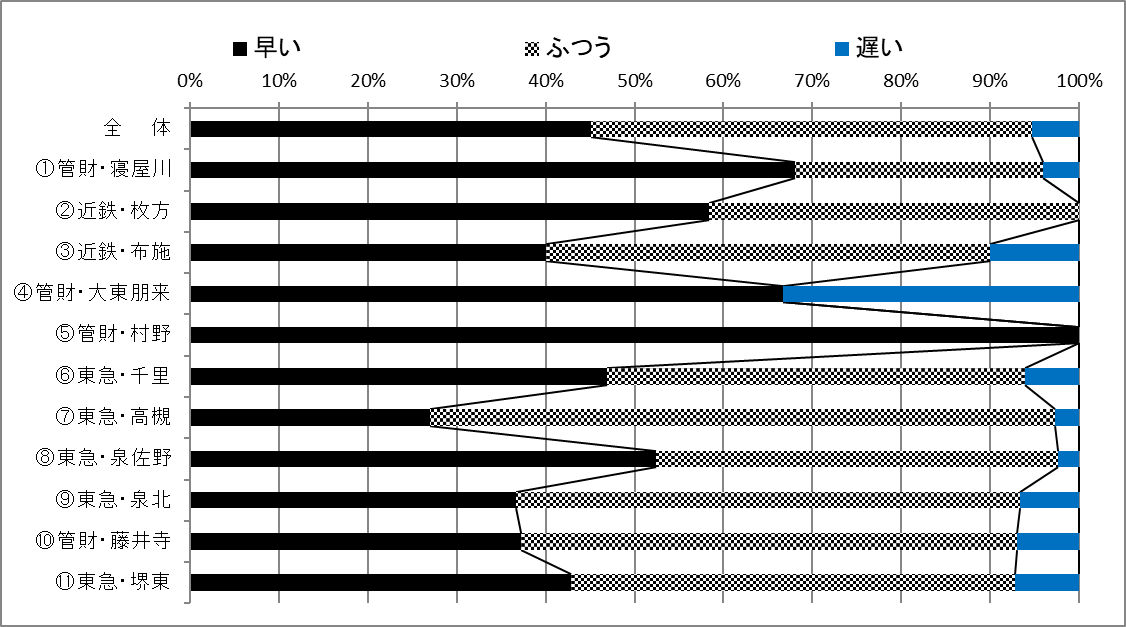 早い ふつう 遅い
0% 10% 20% 30% 40% 50% 60% 70% 80% 90% 100%
全 体
①管財・寝屋川
②近鉄・枚方
③近鉄・布施
④管財・大東朋来
⑤管財・村野
⑥東急・千里
⑦東急・高槻
⑧東急・泉佐野
⑨東急・泉北
⑩管財・藤井寺
⑪東急・堺東